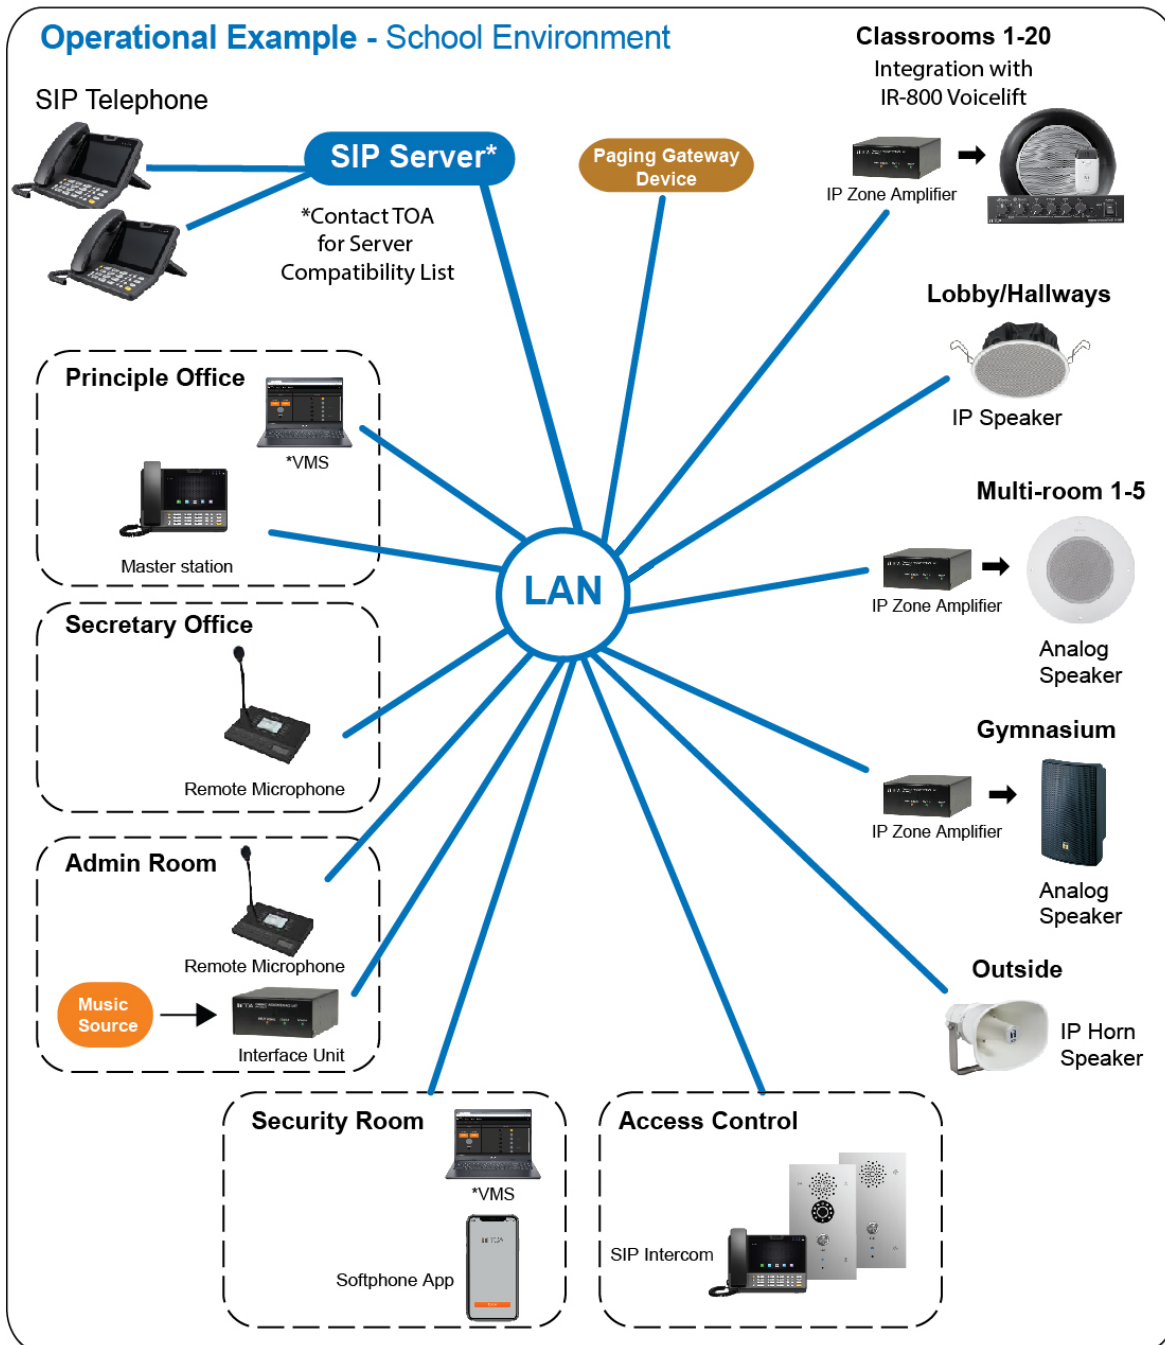 Operational Example - School Environment
SIP Telephone
SIP Server*
*Contact TOA
for Server
Compatibility List
Paging Gateway
Device
Classrooms 1-20
Integration with
IR-800 Voicelift
IP Zone Amplifier
Lobby/Hallways
IP Speaker
Multi-room 1-5
IP Zone Amplifier
Analog
Speaker
Gymnasium
IP Zone Amplifier
Analog
Speaker
Outside
IP Horn
Speaker
LAN
Principle Office
*VMS
Master station
Secretary Office
Remote Microphone
Admin Room
Remote Microphone
Music
Source
Interface Unit
Security Room
*VMS
TOA
Softphone App
Access Control
SIP Intercom